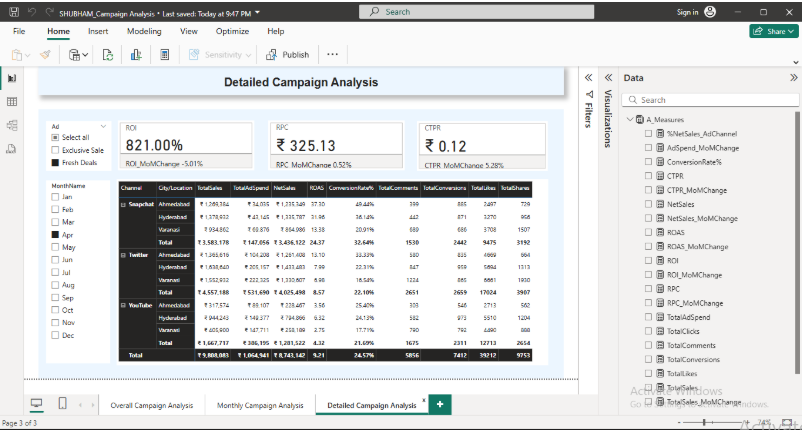 SHUBHAM_Campaign Analysis • Last saved: Today at 9:47 PM
Search
Sign in
File Home Insert Modeling View Optimize Help
Share
Sensitivity
Publish
Detailed Campaign Analysis
Ad
Select all
Exclusive Sale
Fresh Deals
ROI
821.00%
ROI_MoMChange -5.01%
RPC
₹ 325.13
RPC_MoMChange 0.52%
CTPR
₹ 0.12
CTPR_MoMChange 5.28%
MonthName
Jan
Feb
Mar
Apr
May
Jun
Jul
Aug
Sep
Oct
Nov
Dec
Channel City/Location TotalSales TotalAdSpend NetSales ROAS ConversionRate% TotalComments TotalConversions TotalLikes TotalShares
Snapchat Ahmedabad ₹ 1,269,384 ₹ 34,035 ₹ 1,235,349 37.30 49.44% 399 885 2497 729
Hyderabad ₹ 1,378,932 ₹ 43,145 ₹ 1,335,787 31.96 36.14% 442 871 3270 956
Varanasi ₹ 934,862 ₹ 69,876 ₹ 864,986 13.38 20.91% 689 686 3708 1507
Total ₹ 3,583,178 ₹ 147,056 ₹ 3,436,122 24.37 32.64% 1530 2442 9475 3192
Twitter Ahmedabad ₹ 1,365,616 ₹ 104,208 ₹ 1,261,408 13.10 33.33% 580 835 4669 664
Hyderabad ₹ 1,638,640 ₹ 205,157 ₹ 1,433,483 7.99 22.31% 847 959 5694 1313
Varanasi ₹ 1,552,932 ₹ 222,325 ₹ 1,330,607 6.98 16.54% 1224 865 6661 1930
Total ₹ 4,557,188 ₹ 531,690 ₹ 4,025,498 8.57 22.10% 2651 2659 17024 3907
YouTube Ahmedabad ₹ 317,574 ₹ 89,107 ₹ 228,467 3.56 25.40% 303 546 2713 562
Hyderabad ₹ 944,243 ₹ 149,377 ₹ 794,866 6.32 24.13% 582 973 5510 1204
Varanasi ₹ 405,900 ₹ 147,711 ₹ 258,189 2.75 17.71% 790 792 4490 888
Total ₹ 1,667,717 ₹ 386,195 ₹ 1,281,522 4.32 21.69% 1675 2311 12713 2654
Total ₹ 9,808,083 ₹ 1,064,941 ₹ 8,743,142 9.21 24.57% 5856 7412 39212 9753
Filters
Visualizations
Data
Search
A_Measures
%NetSales_AdChannel
AdSpend_MoMChange
ConversionRate%
CTPR
CTPR_MoMChange
NetSales
NetSales_MoMChange
ROAS
ROAS_MoMChange
ROI
ROI_MoMChange
RPC
RPC_MoMChange
TotalAdSpend
TotalClicks
TotalComments
TotalConversions
TotalLikes
TotalSales
TotalSales_MoMChange
Activate Windows
Overall Campaign Analysis Monthly Campaign Analysis Detailed Campaign Analysis
Page 3 of 3
74%